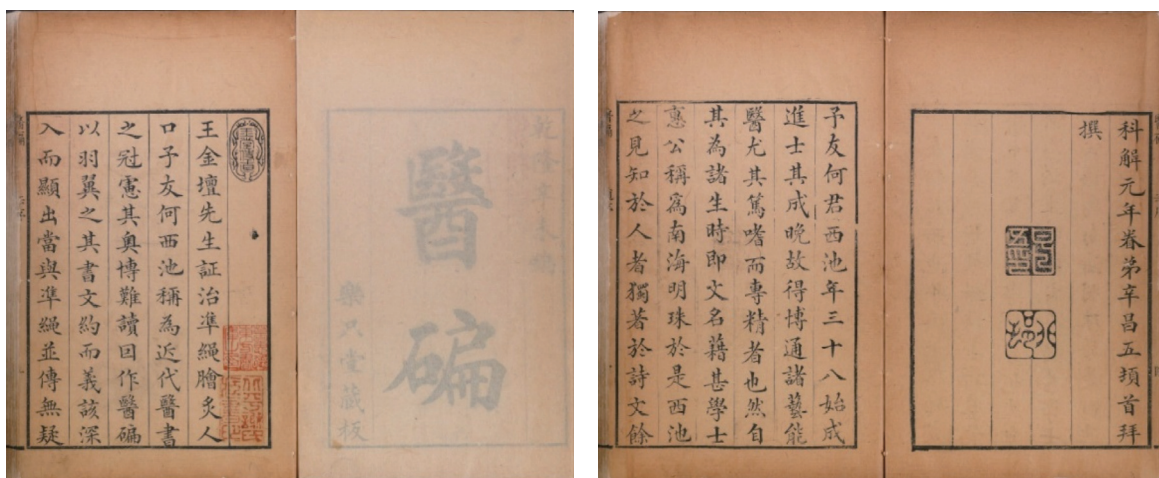 乾隆辛未
醫碥
樂只堂藏板
王金壇先生証治準繩膾炙人
口予友何西池稱為近代醫書
之冠慮其奥博難讀因作醫碥
以羽翼之其書文約而義該深
入而顯出當與準繩並傳無疑
科解元年眷弟辛昌五頓首拜
撰
予友何君西池年三十八始成
進士其成晚故得博通諸藝能
醫尤其篤嗜而專精者也然自
其為諸生時即文名藉甚學士
惠公稱為南海明珠於是西池
之見知於人者獨著於詩文餘